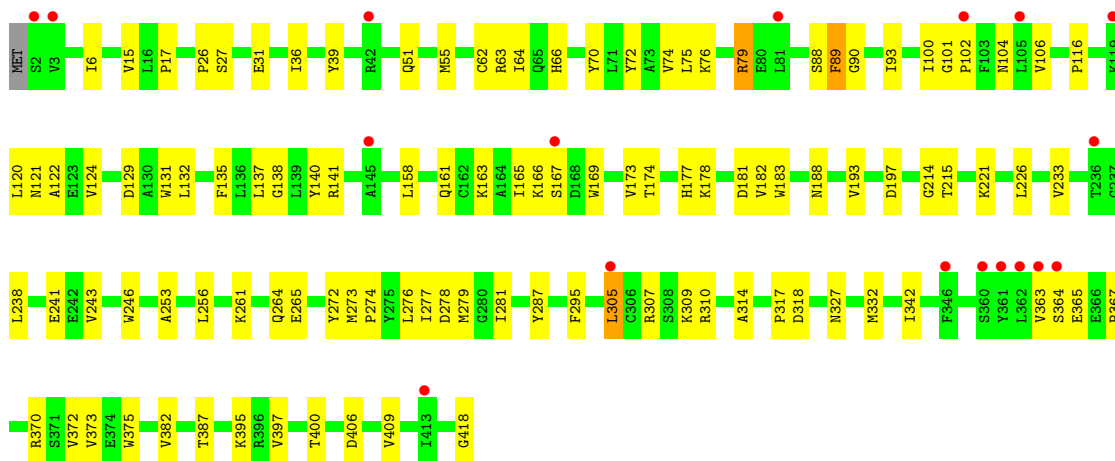 MET S2 V3 I6 V15 L16 P17 P26 S27 E31 I36 Y39 R42 Q51 M55 C62 R63 I64 Q65 H66 Y70 L71 Y72 A73 V74 L75 K76 R79 E80 L81 S88 F89 G90 I93 I100 G101 P102 F103 N104 L105 V106 P116 K119
L120 N121 A122 E123 V124 D129 A130 W131 L132 F135 L136 L137 G138 L139 Y140 R141 A145 L158 Q161 C162 K163 A164 I165 K166 S167 D168 W169 V173 T174 H177 K178 D181 V182 W183 N188 V193 D197 G214 T215 K221 L226 V233 T236 G237
L238 E241 E242 V243 W246 A253 L256 K261 Q264 E265 Y272 M273 P274 Y275 L276 I277 D278 M279 G280 I281 Y287 F295 L305 C306 R307 S308 K309 R310 A314 P317 D318 N327 M332 I342 F346 S360 Y361 L362 V363 S364 E365 E366
R370 S371 V372 V373 E374 W375 V382 T387 K395 R396 V397 T400 D406 V409 I413 G418